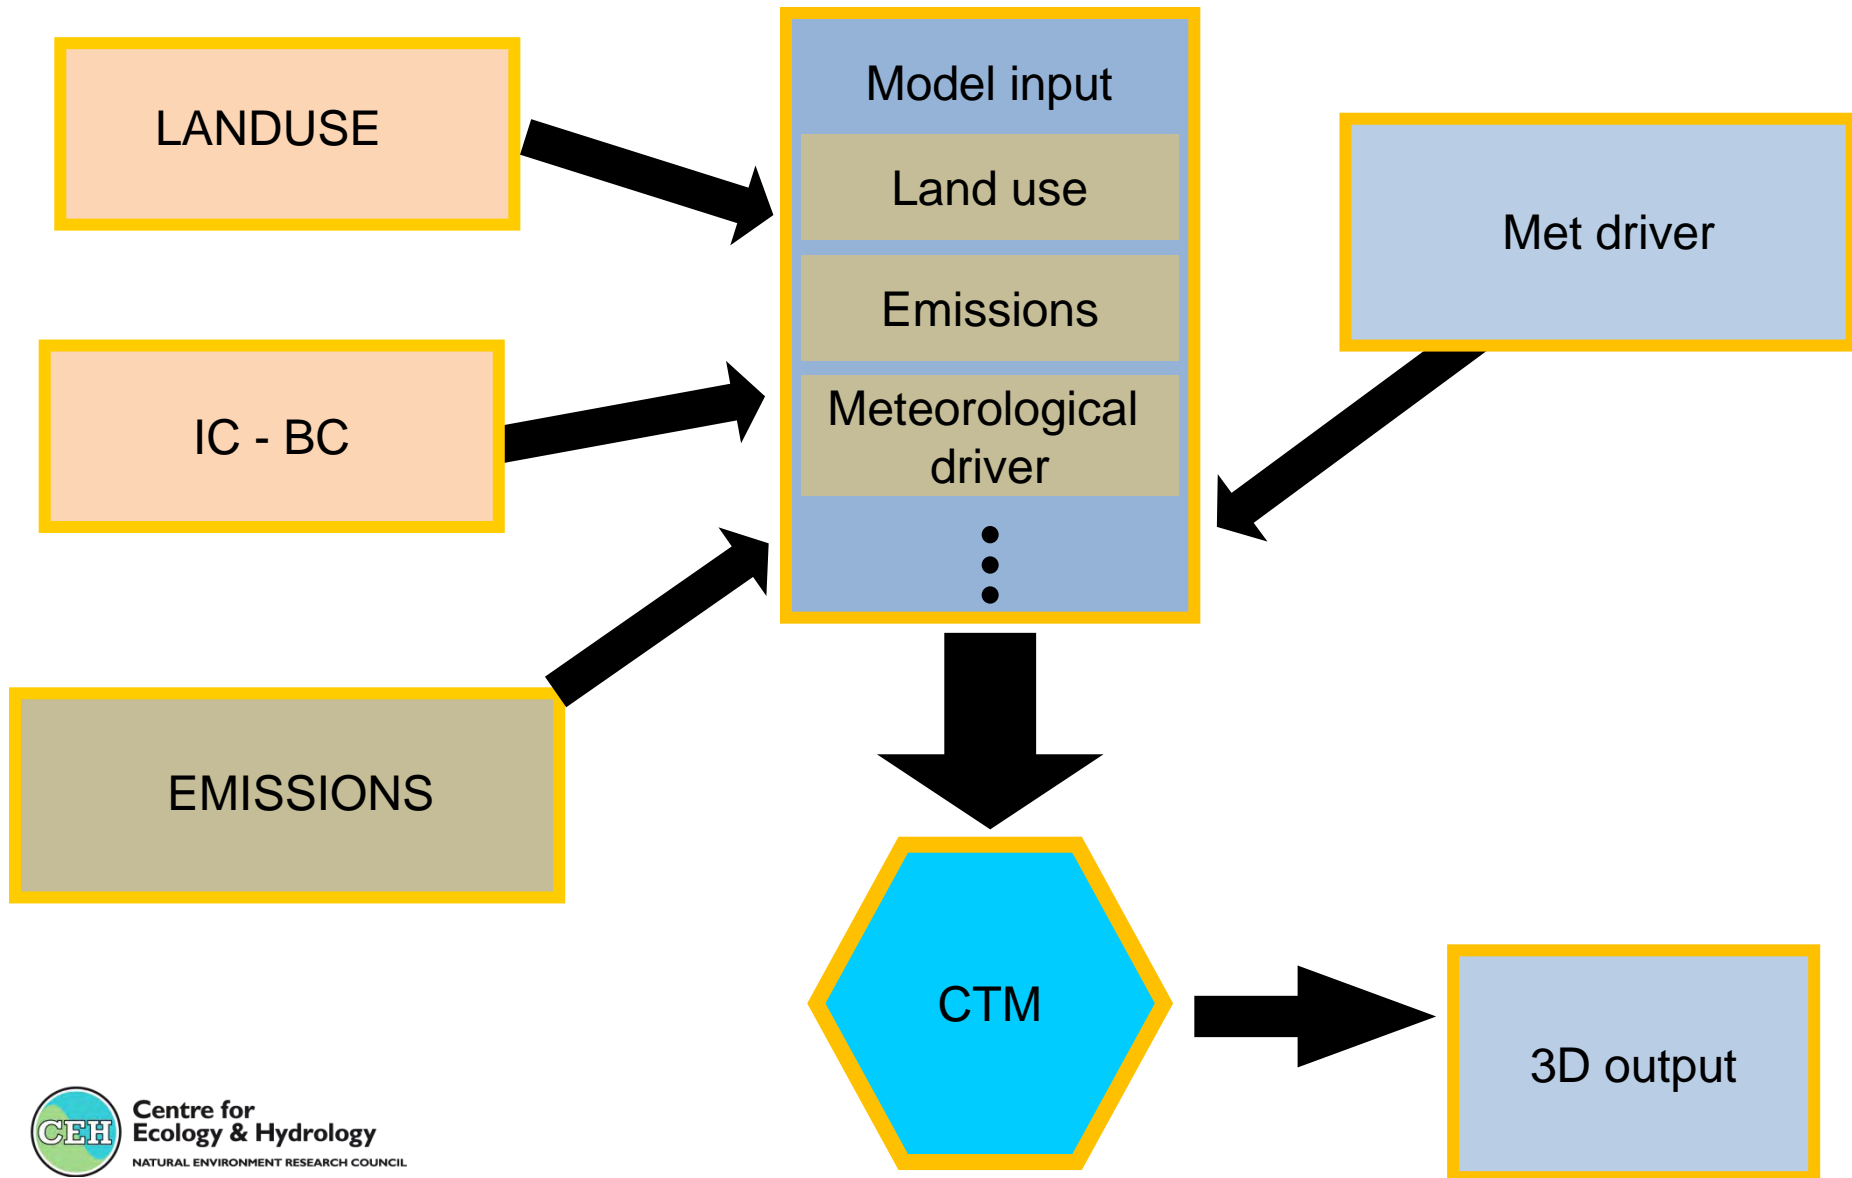 LANDUSE
IC - BC
EMISSIONS
Model input
Land use
Emissions
Meteorological
driver
Met driver
CTM
3D output
CEH
Centre for
Ecology & Hydrology
NATURAL ENVIRONMENT RESEARCH COUNCIL